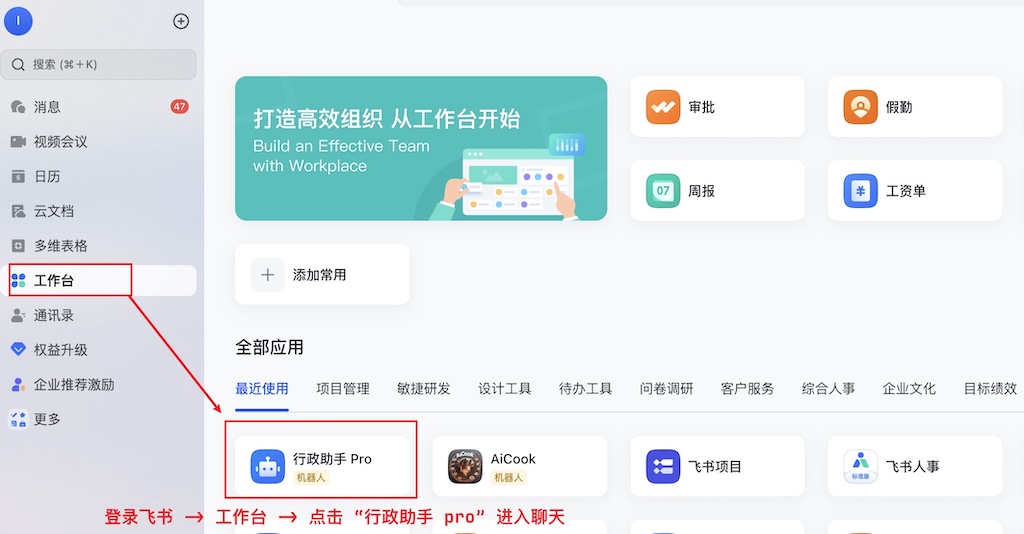 I
搜索 (⌘+K)
消息
47
视频会议
日历
云文档
多维表格
工作台
通讯录
权益升级
企业推荐激励
更多
打造高效组织 从工作台开始
Build an Effective Team
with Workplace
审批
假勤
07
周报
工资单
添加常用
全部应用
最近使用 项目管理 敏捷研发 设计工具 待办工具 问卷调研 客户服务 综合人事 企业文化 目标绩效
行政助手 Pro
机器人
AiCook
AiCook
机器人
飞书项目
标准版
飞书人事
登录飞书 -> 工作台 -> 点击 “行政助手 pro” 进入聊天